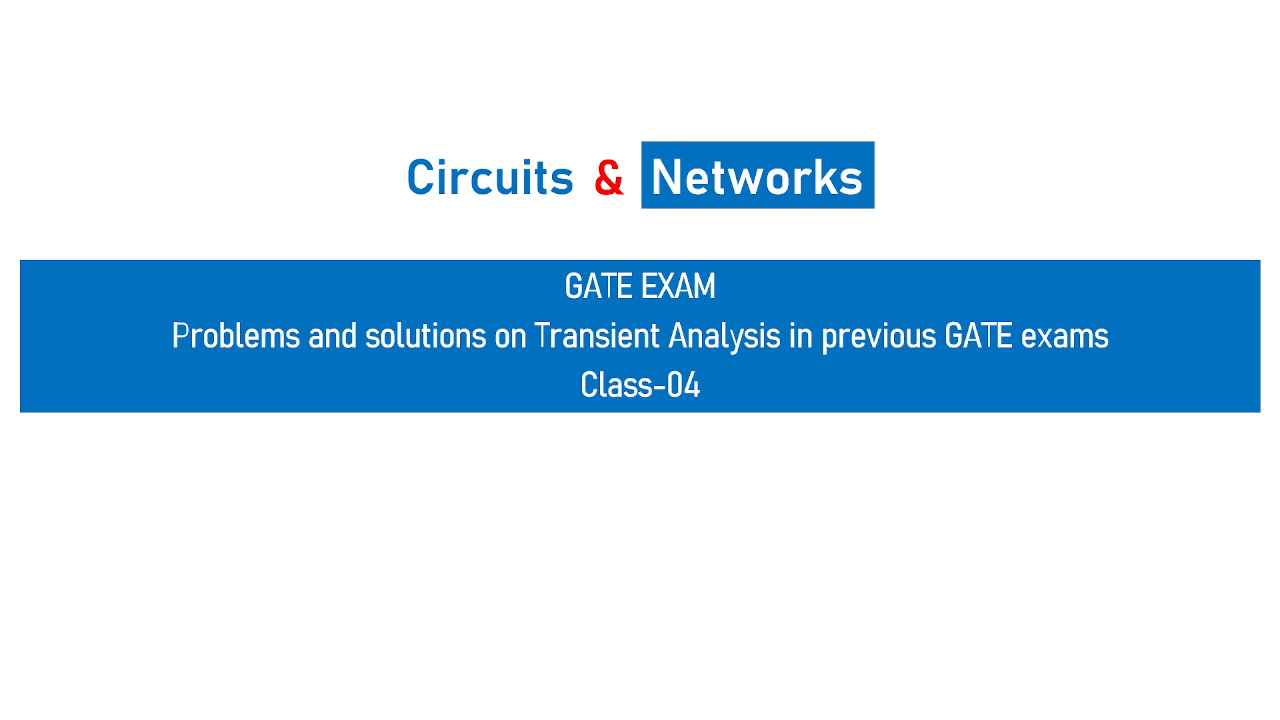 Circuits & Networks
GATE EXAM
Problems and solutions on Transient Analysis in previous GATE exams
Class-04